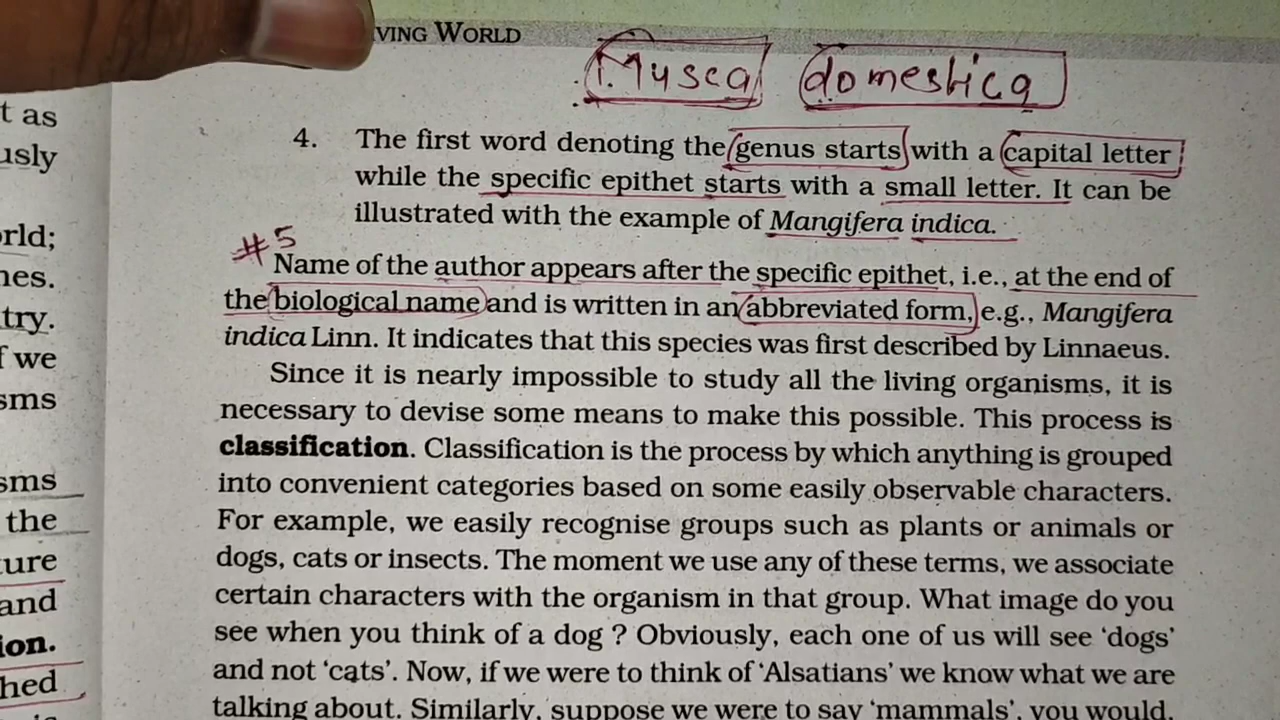 VING WORLD
Musca domestica
t as
usly
rld;
nes.
try.
f we
sms
sms
the
ture
and
ion.
hed
4. The first word denoting the genus starts with a capital letter
while the specific epithet starts with a small letter. It can be
illustrated with the example of Mangifera indica.
#5
Name of the author appears after the specific epithet, i.e., at the end of
the biological name and is written in an abbreviated form, e.g., Mangifera
indica Linn. It indicates that this species was first described by Linnaeus.
Since it is nearly impossible to study all the living organisms, it is
necessary to devise some means to make this possible. This process is
classification. Classification is the process by which anything is grouped
into convenient categories based on some easily observable characters.
For example, we easily recognise groups such as plants or animals or
dogs, cats or insects. The moment we use any of these terms, we associate
certain characters with the organism in that group. What image do you
see when you think of a dog ? Obviously, each one of us will see ‘dogs’
and not ‘cats’. Now, if we were to think of ‘Alsatians’ we know what we are
talking about. Similarly, suppose we were to say ‘mammals’, you would,